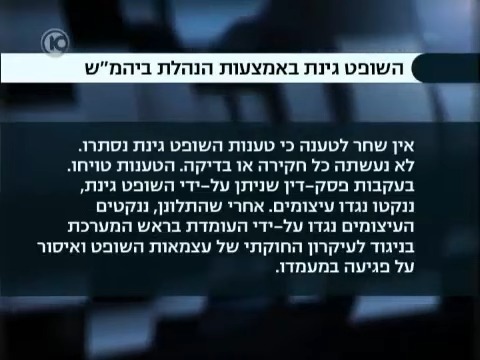 10
השופט גינת באמצעות הנהלת ביהמ"ש
אין שחר לטענה כי טענות השופט גינת נסתרו.
לא נעשתה כל חקירה או בדיקה. הטענות טויחו.
בעקבות פסק-דין שניתן על-ידי השופט גינת,
ננקטו נגדו עיצומים. אחרי שהתלונן, ננקטים
העיצומים נגדו על-ידי העומדת בראש המערכת
בניגוד לעיקרון החוקתי של עצמאות השופט ואיסור
על פגיעה במעמדו.